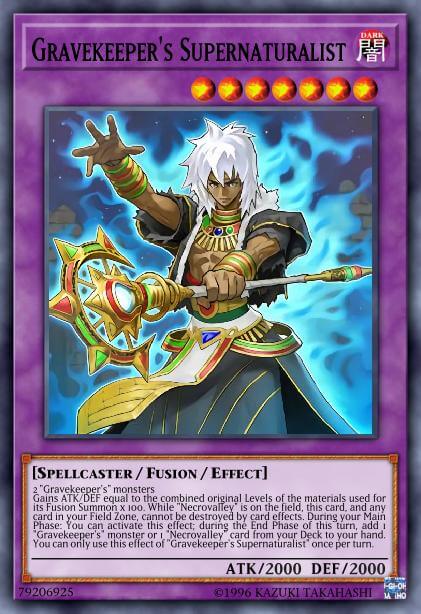 Gravekeeper's Supernaturalist
DARK
闇
[Spellcaster / Fusion / Effect]
2 "Gravekeeper's" monsters
Gains ATK/DEF equal to the combined original Levels of the materials used for
its Fusion Summon x 100. While "Necrovalley" is on the field, this card, and any
card in your Field Zone, cannot be destroyed by card effects. During your Main
Phase: You can activate this effect; during the End Phase of this turn, add 1
"Gravekeeper's" monster or 1 "Necrovalley" card from your Deck to your hand.
You can only use this effect of "Gravekeeper's Supernaturalist" once per turn.
ATK/2000 DEF/2000
79206925
©1996 KAZUKI TAKAHASHI